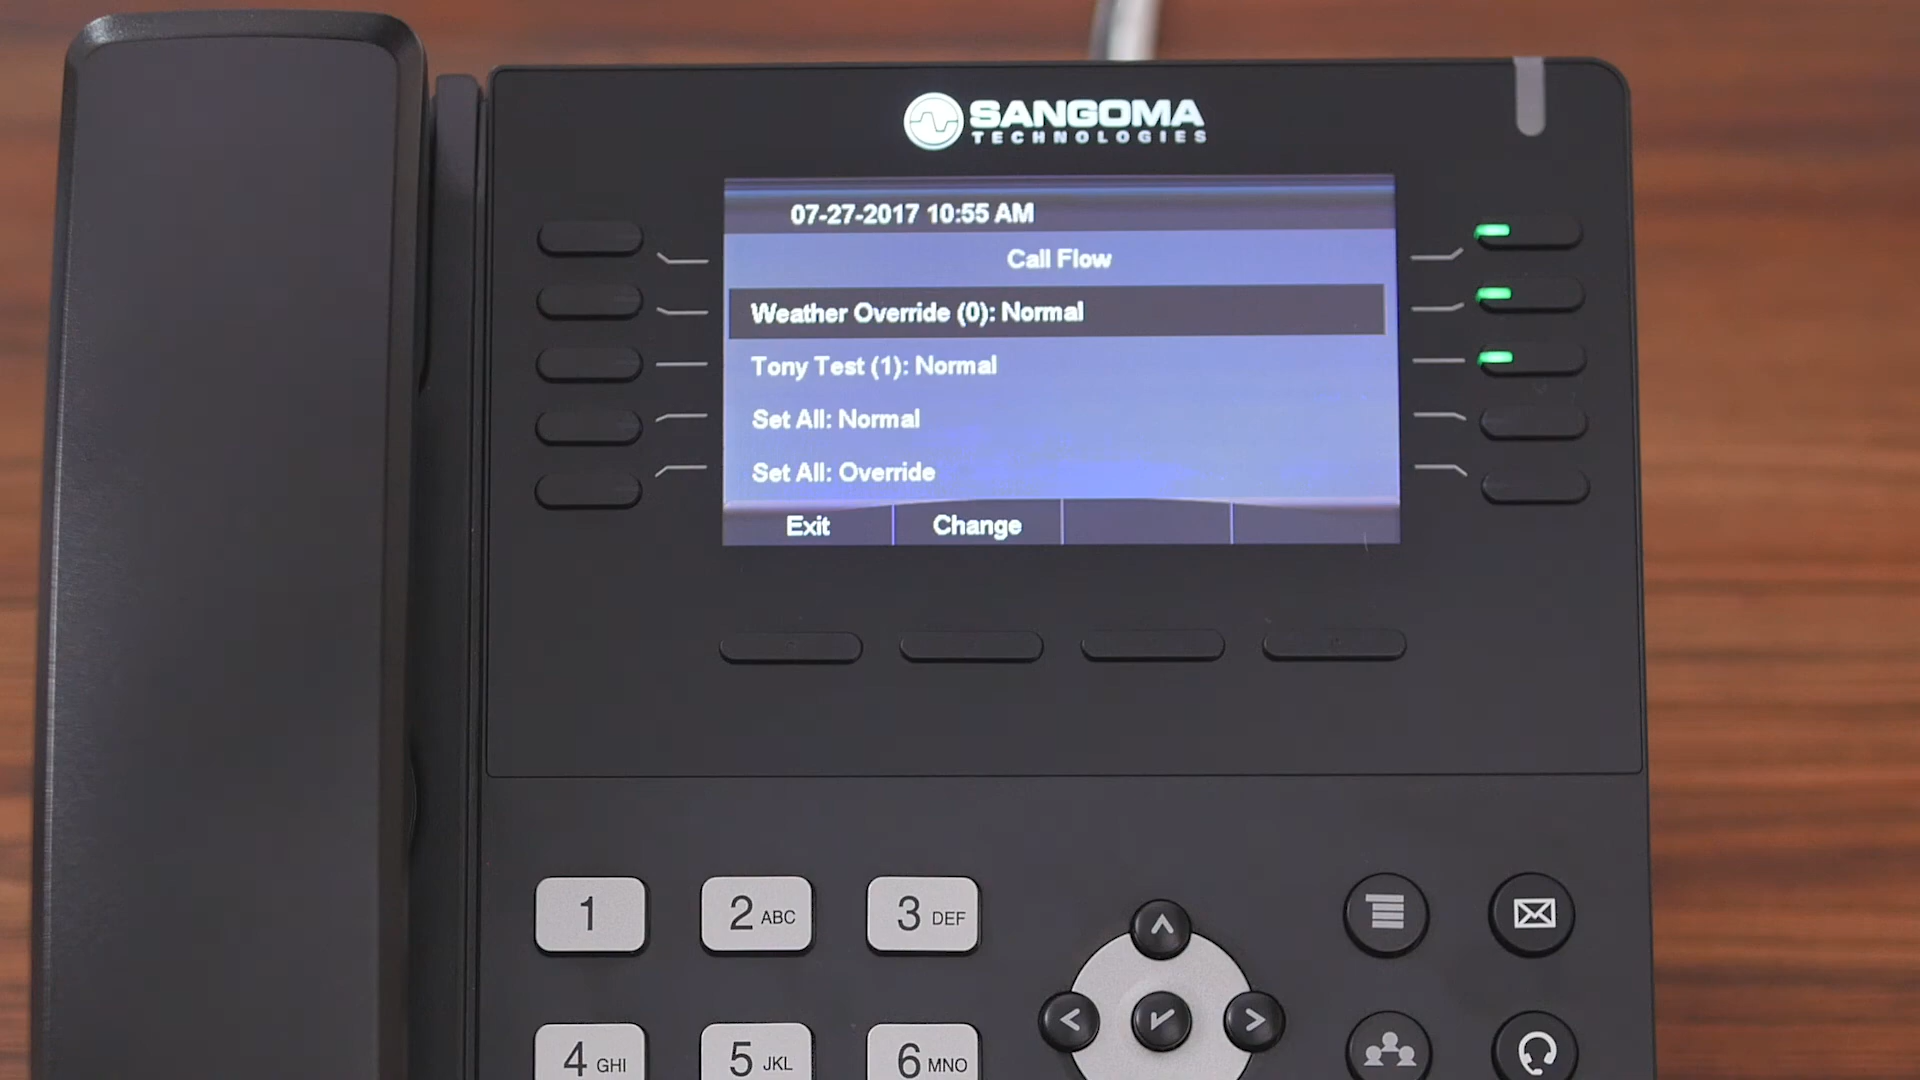 SANGOMA
TECHNOLOGIES
07-27-2017 10:55 AM
Call Flow
Weather Override (0): Normal
Tony Test (1): Normal
Set All: Normal
Set All: Override
Exit Change
1 2 ABC 3 DEF
4 GHI 5 JKL 6 MNO